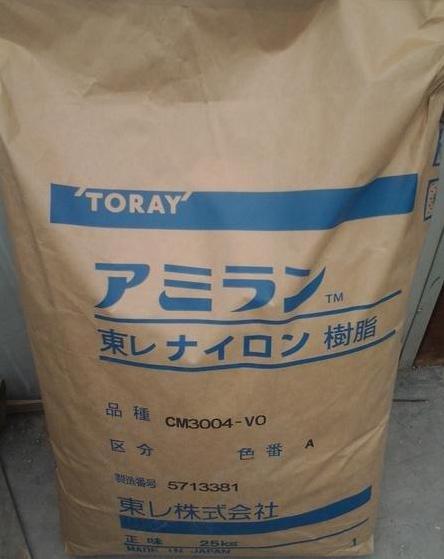 TORAY
アミラン TM
東レ ナイロン 樹脂
品種 CM3004-V0
区分 色番 A
製造番号 5713381
東レ株式会社
正味 25kg
MADE IN JAPAN 1